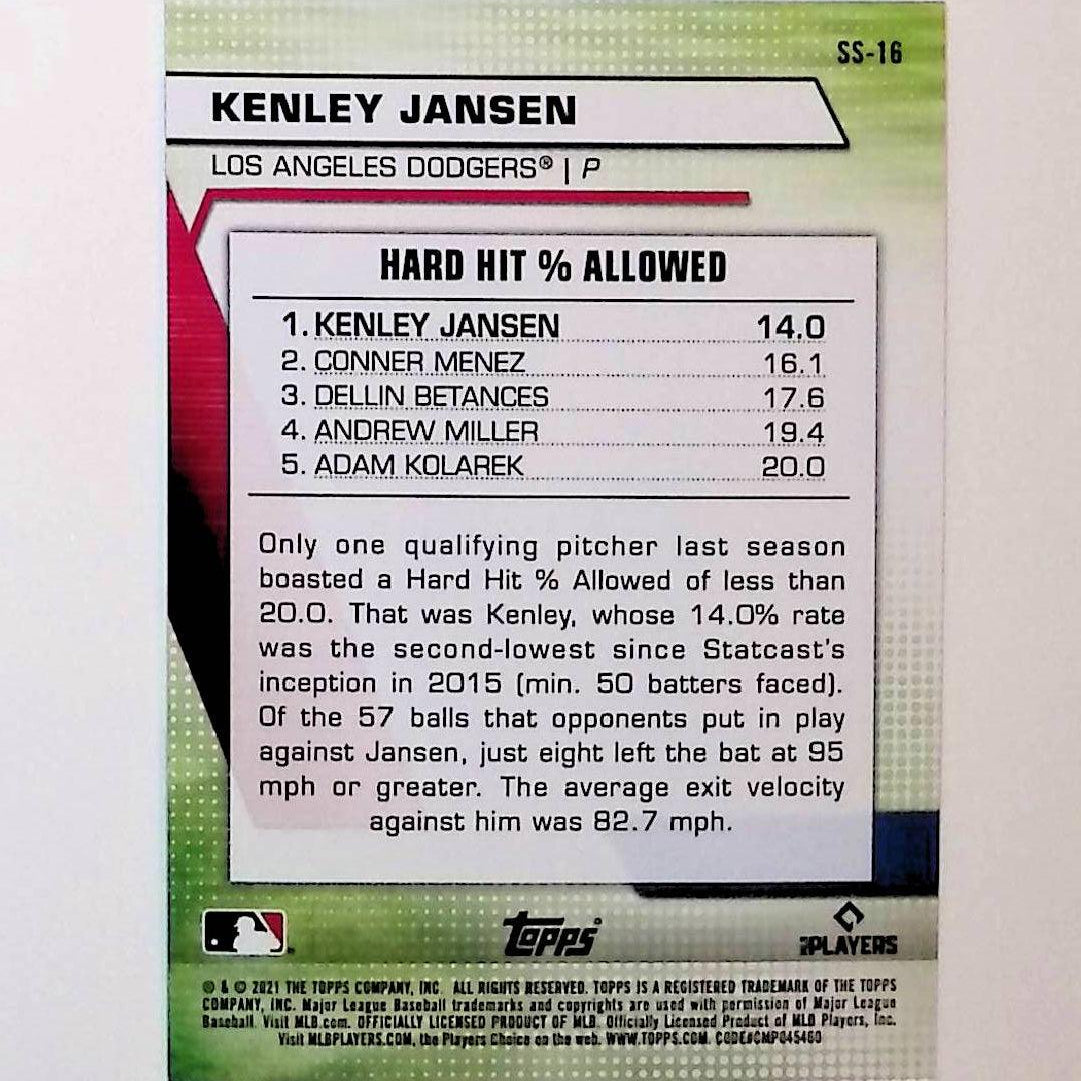 SS-16
KENLEY JANSEN
LOS ANGELES DODGERS® | P
HARD HIT % ALLOWED
1. KENLEY JANSEN 14.0
2. CONNER MENEZ 16.1
3. DELLIN BETANCES 17.6
4. ANDREW MILLER 19.4
5. ADAM KOLAREK 20.0
Only one qualifying pitcher last season
boasted a Hard Hit % Allowed of less than
20.0. That was Kenley, whose 14.0% rate
was the second-lowest since Statcast's
inception in 2015 (min. 50 batters faced).
Of the 57 balls that opponents put in play
against Jansen, just eight left the bat at 95
mph or greater. The average exit velocity
against him was 82.7 mph.
Topps®
PLAYERS
® & © 2021 THE TOPPS COMPANY, INC. ALL RIGHTS RESERVED. TOPPS IS A REGISTERED TRADEMARK OF THE TOPPS
COMPANY, INC. Major League Baseball trademarks and copyrights are used with permission of Major League
Baseball. Visit MLB.com. OFFICIALLY LICENSED PRODUCT OF MLB. Officially Licensed Product of MLB Players, Inc.
Visit MLBPLAYERS.COM, the Players Choice on the web. WWW.TOPPS.COM. CODE#CMP045460